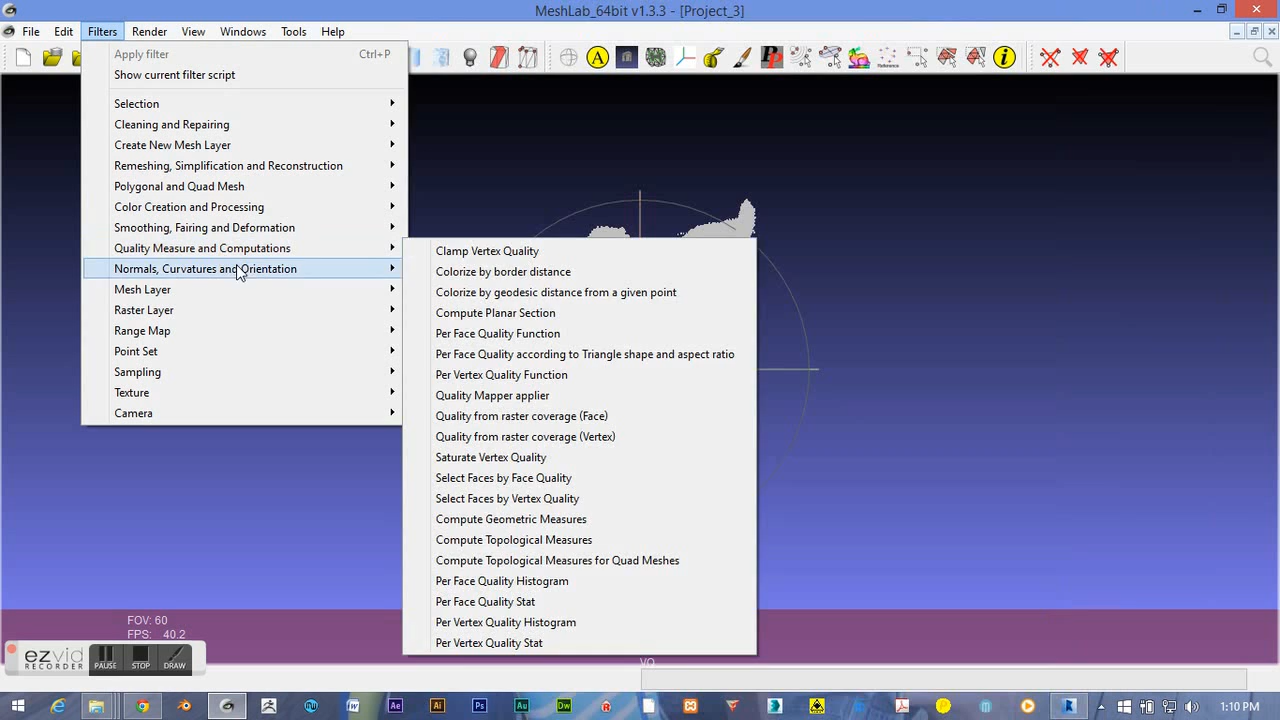 MeshLab_64bit v1.3.3 - [Project_3]
File Edit Filters Render View Windows Tools Help
Apply filter Ctrl+P
Show current filter script
Selection
Cleaning and Repairing
Create New Mesh Layer
Remeshing, Simplification and Reconstruction
Polygonal and Quad Mesh
Color Creation and Processing
Smoothing, Fairing and Deformation
Quality Measure and Computations
Normals, Curvatures and Orientation
Mesh Layer
Raster Layer
Range Map
Point Set
Sampling
Texture
Camera
Clamp Vertex Quality
Colorize by border distance
Colorize by geodesic distance from a given point
Compute Planar Section
Per Face Quality Function
Per Face Quality according to Triangle shape and aspect ratio
Per Vertex Quality Function
Quality Mapper applier
Quality from raster coverage (Face)
Quality from raster coverage (Vertex)
Saturate Vertex Quality
Select Faces by Face Quality
Select Faces by Vertex Quality
Compute Geometric Measures
Compute Topological Measures
Compute Topological Measures for Quad Meshes
Per Face Quality Histogram
Per Face Quality Stat
Per Vertex Quality Histogram
Per Vertex Quality Stat
FOV: 60
FPS: 40.2
ezvid
RECORDER
PAUSE STOP DRAW
1:10 PM